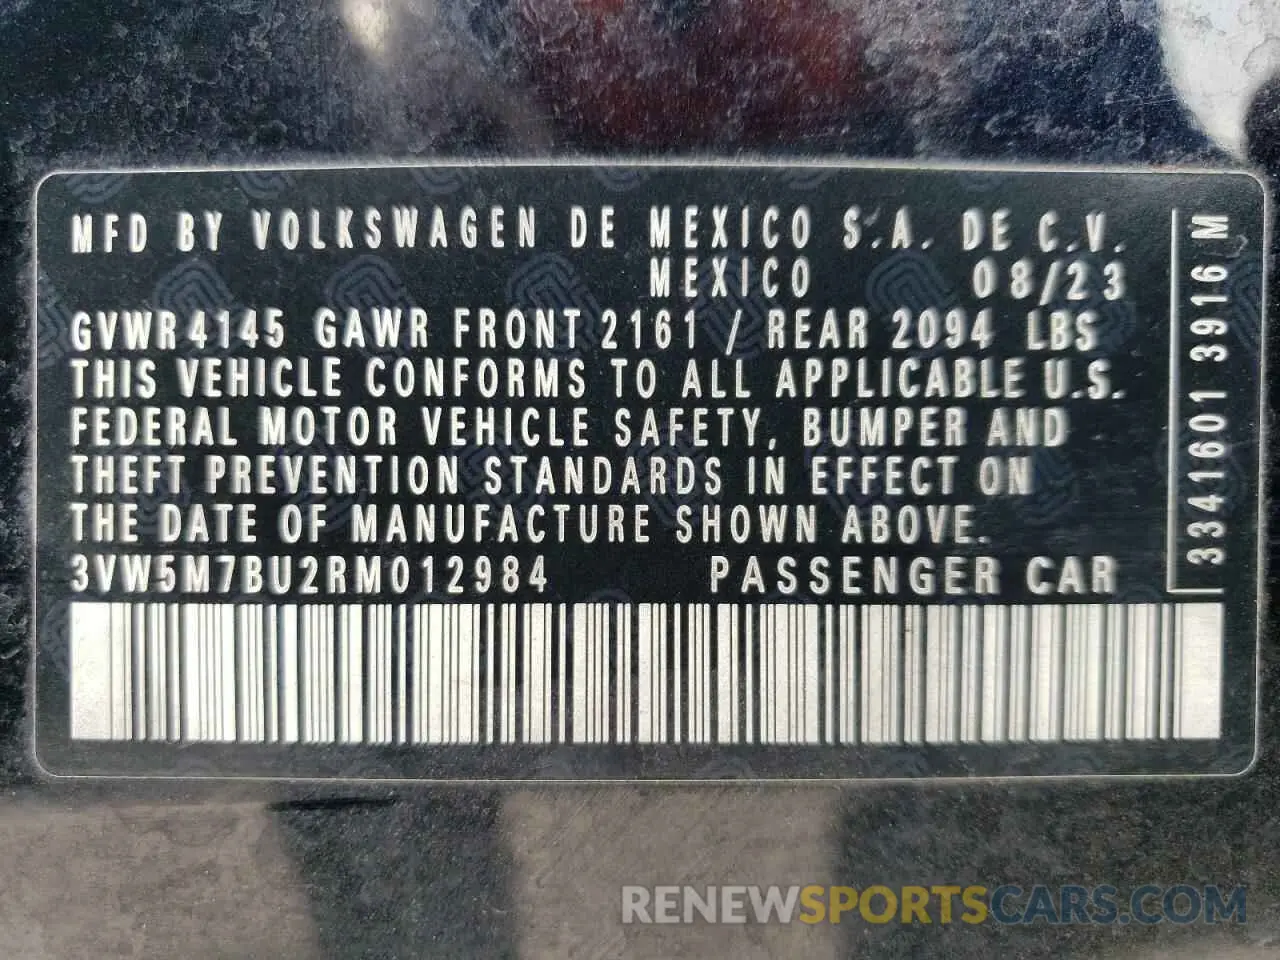 MFD BY VOLKSWAGEN DE MEXICO S.A. DE C.V.
MEXICO 08/23
GVWR 4145 GAWR FRONT 2161 / REAR 2094 LBS
THIS VEHICLE CONFORMS TO ALL APPLICABLE U.S.
FEDERAL MOTOR VEHICLE SAFETY, BUMPER AND
THEFT PREVENTION STANDARDS IN EFFECT ON
THE DATE OF MANUFACTURE SHOWN ABOVE.
3VW5M7BU2RM012984 PASSENGER CAR
3341601 3916 M
RENEWSPORTSCARS.COM